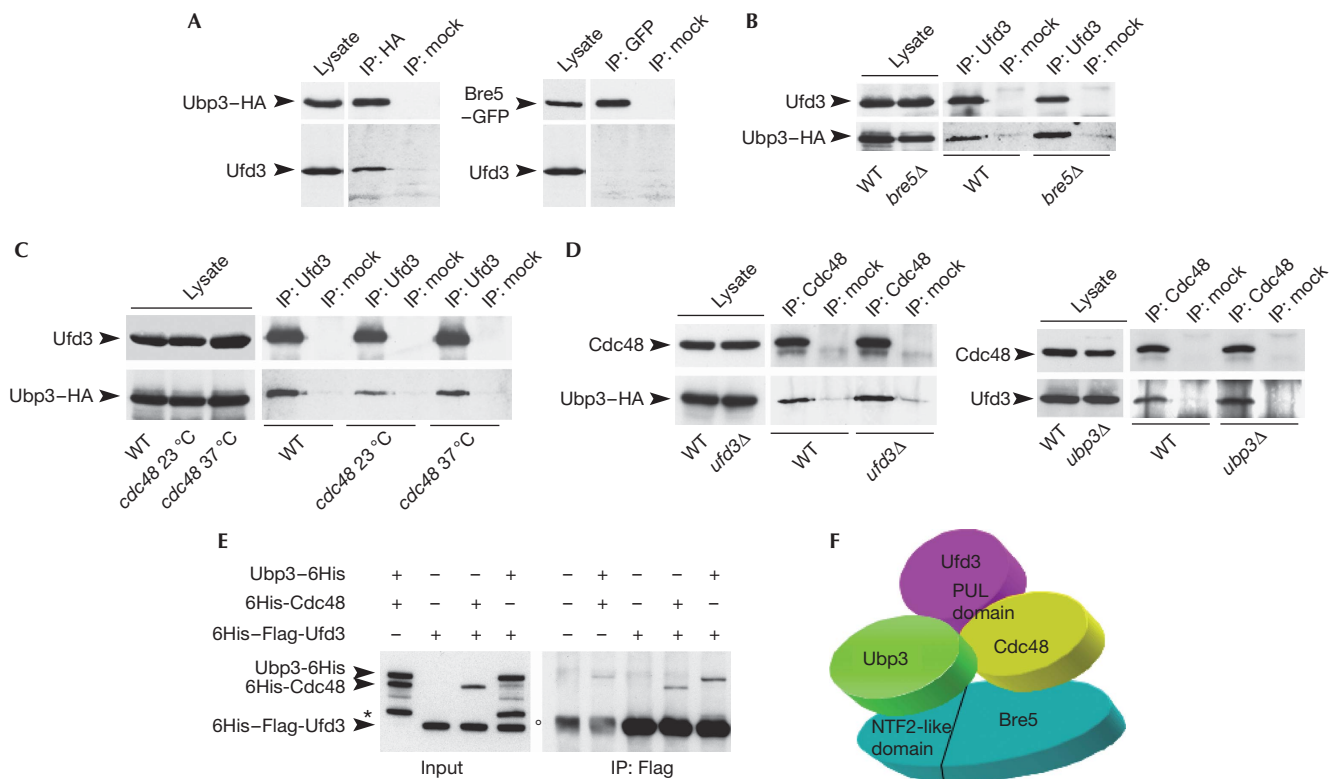 A
Lysate
IP: HA
IP: mock
Ubp3–HA
Ufd3
Lysate
IP: GFP
IP: mock
Bre5
–GFP
Ufd3
B
Lysate
IP: Ufd3
IP: mock
IP: Ufd3
IP: mock
Ufd3
Ubp3–HA
WT
bre5Δ
WT
bre5Δ
C
Lysate
IP: Ufd3
IP: mock
IP: Ufd3
IP: mock
IP: Ufd3
IP: mock
Ufd3
Ubp3–HA
WT
cdc48 23 °C
cdc48 37 °C
WT
cdc48 23 °C
cdc48 37 °C
D
Lysate
IP: Cdc48
IP: mock
IP: Cdc48
IP: mock
Cdc48
Ubp3–HA
WT
ufd3Δ
WT
ufd3Δ
Lysate
IP: Cdc48
IP: mock
IP: Cdc48
IP: mock
Cdc48
Ufd3
WT
ubp3Δ
WT
ubp3Δ
E
Ubp3–6His + – – + – + – – +
6His-Cdc48 + – + – – + – + –
6His–Flag-Ufd3 – + + + – – + + +
Ubp3-6His
6His-Cdc48
*
6His–Flag-Ufd3
°
Input
IP: Flag
F
Ufd3
PUL
domain
Cdc48
Ubp3
NTF2-like
domain
Bre5